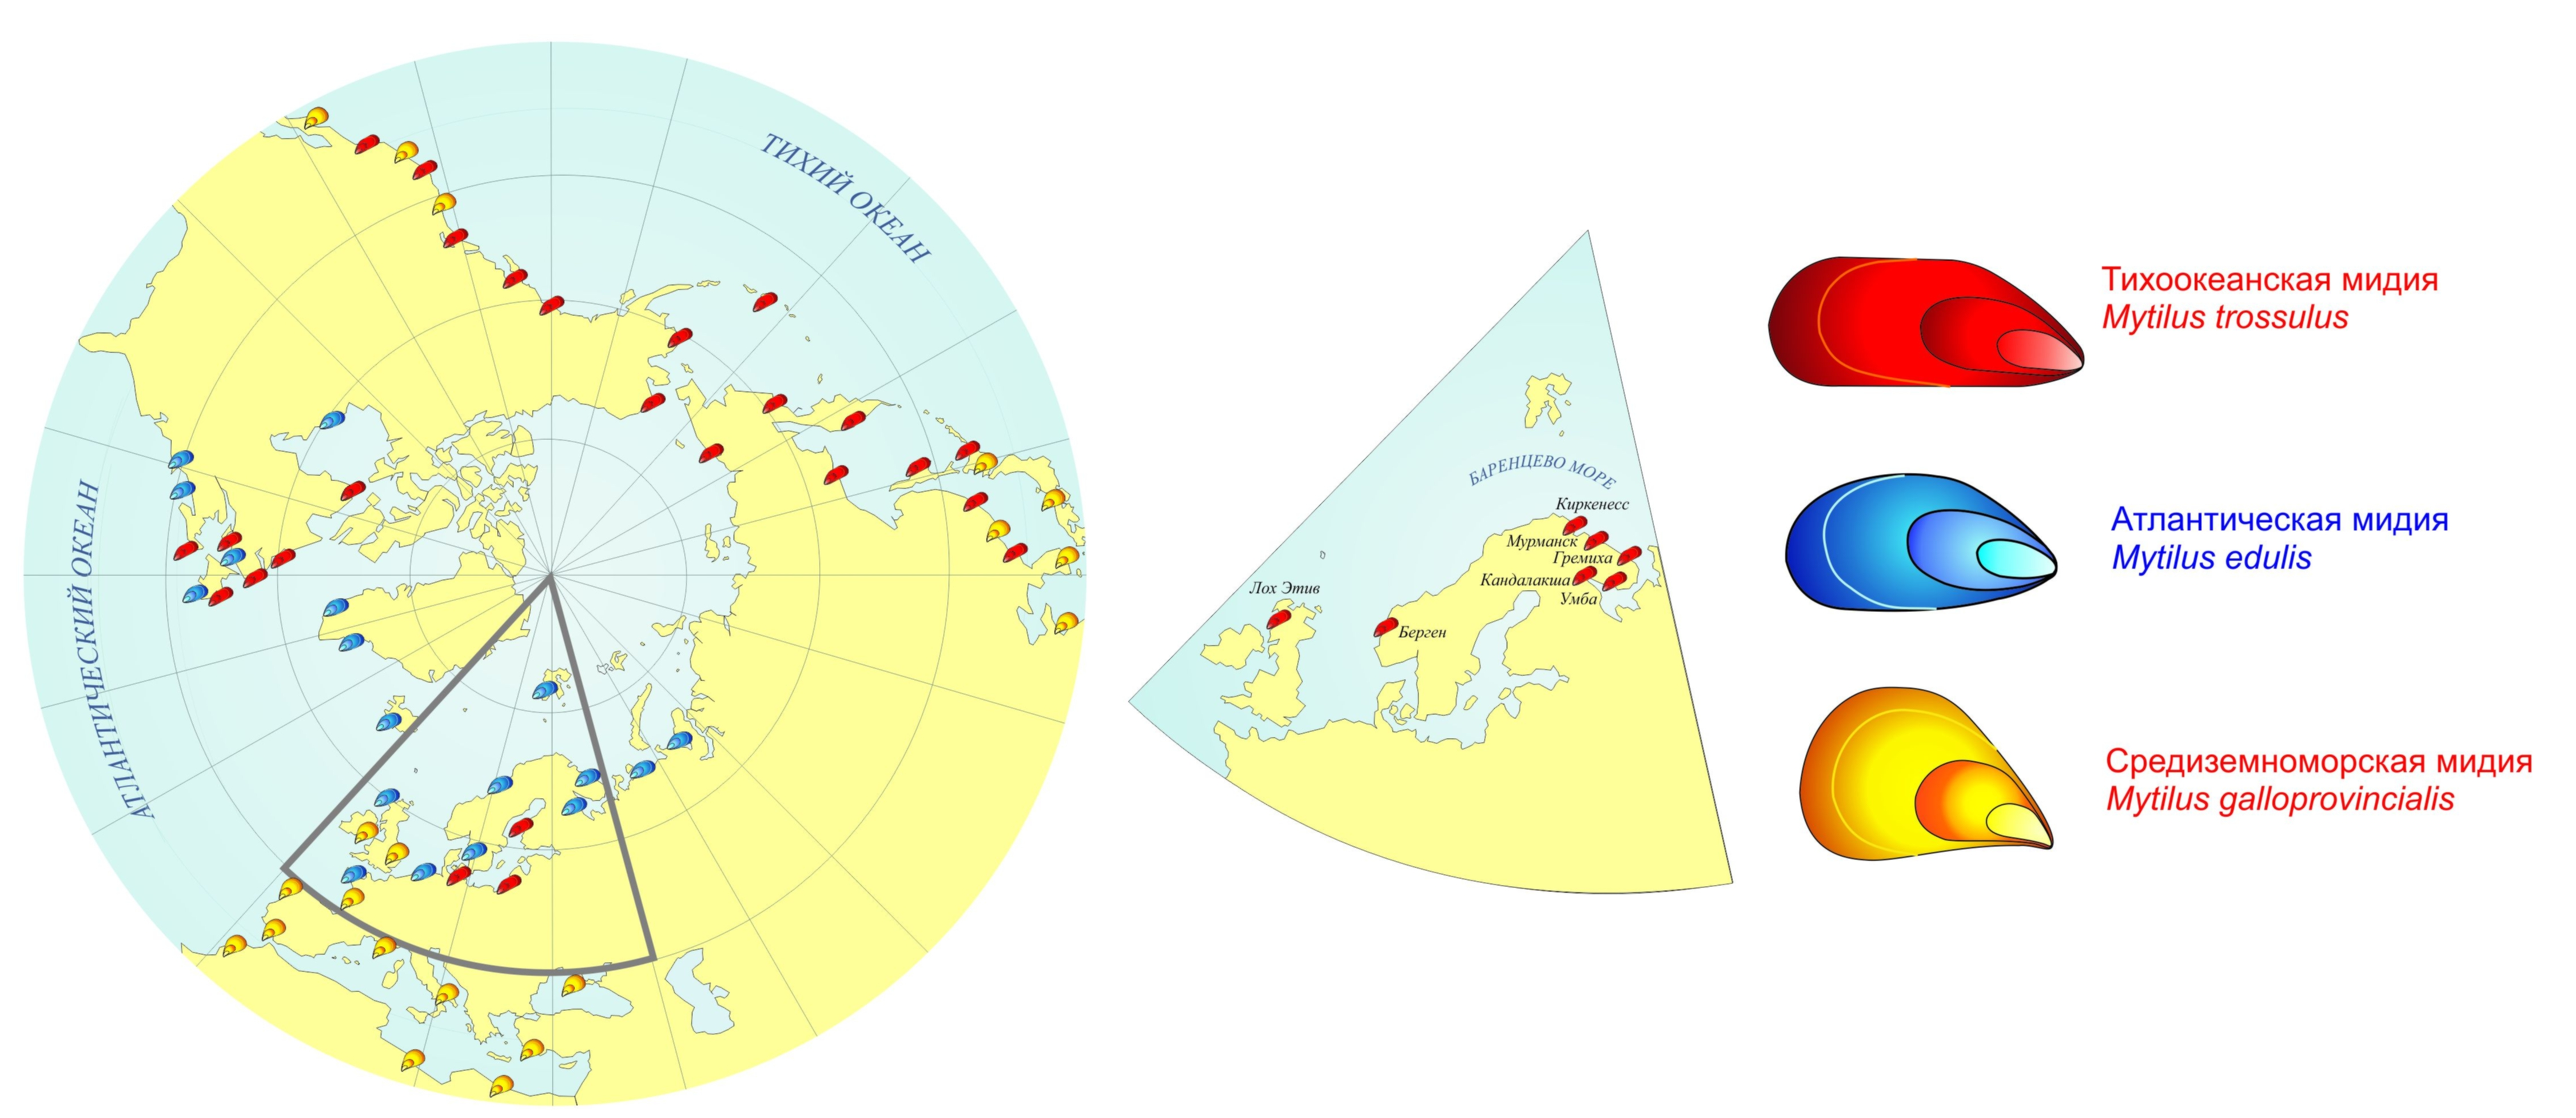 ТИХИЙ ОКЕАН
АТЛАНТИЧЕСКИЙ ОКЕАН
БАРЕНЦЕВО МОРЕ
Киркенесс
Мурманск
Гремиха
Кандалакша
Умба
Лох Этив
Берген
Тихоокеанская мидия
Mytilus trossulus
Атлантическая мидия
Mytilus edulis
Средиземноморская мидия
Mytilus galloprovincialis